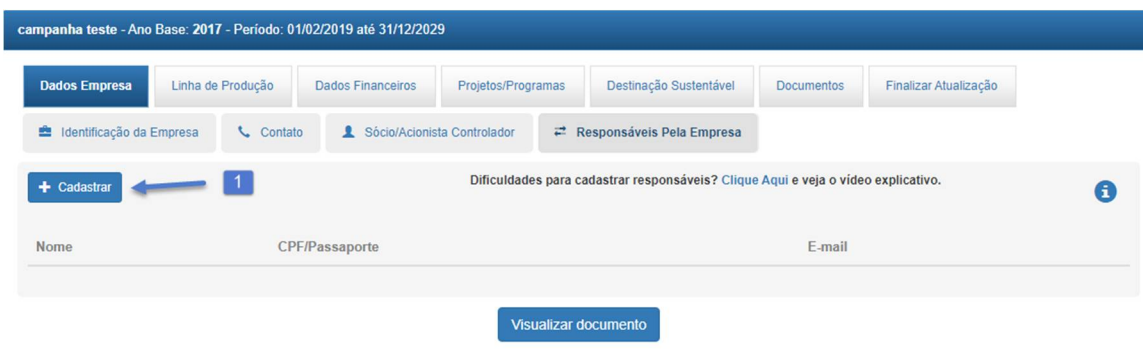 campanha teste - Ano Base: 2017 - Período: 01/02/2019 até 31/12/2029
Dados Empresa Linha de Produção Dados Financeiros Projetos/Programas Destinação Sustentável Documentos Finalizar Atualização
Identificação da Empresa Contato Sócio/Acionista Controlador Responsáveis Pela Empresa
+ Cadastrar 1 Dificuldades para cadastrar responsáveis? Clique Aqui e veja o vídeo explicativo.
Nome CPF/Passaporte E-mail
Visualizar documento